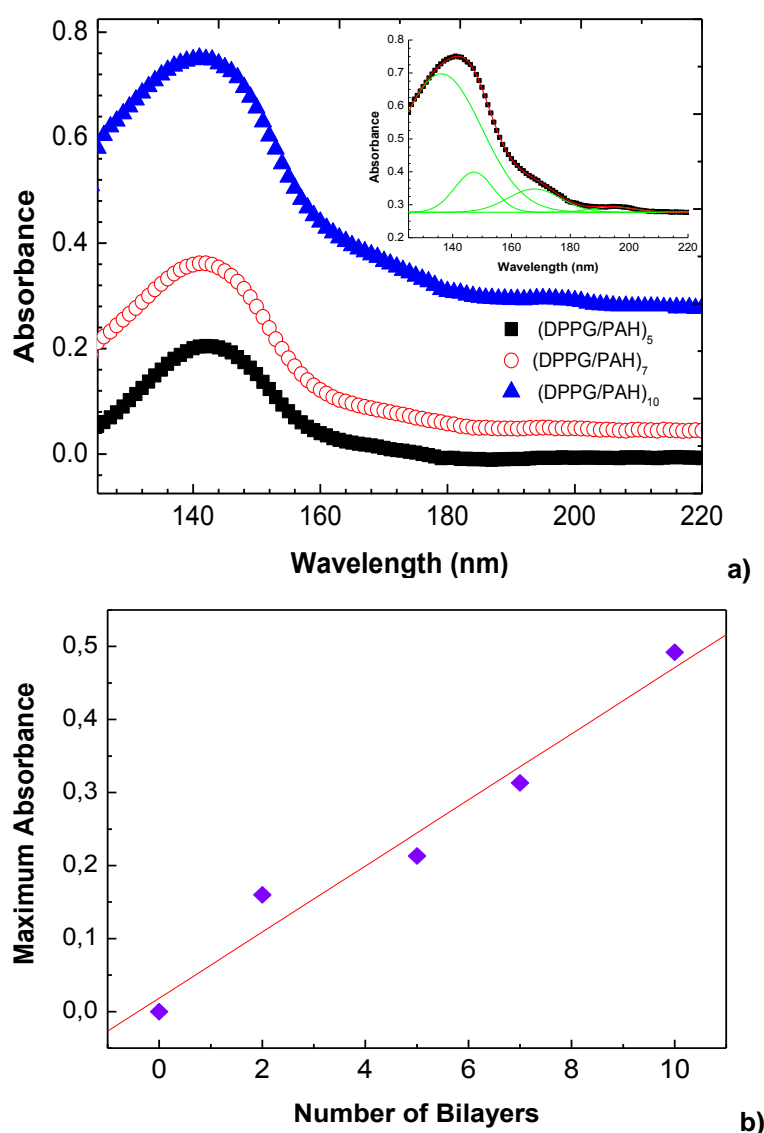 0.8
0.6
0.4
0.2
0.0
Absorbance
140 160 180 200 220
Wavelength (nm)
0.8
0.7
0.6
0.5
0.4
0.3
0.2
Absorbance
140 160 180 200 220
Wavelength (nm)
(DPPG/PAH)5
(DPPG/PAH)7
(DPPG/PAH)10
a)
0,5
0,4
0,3
0,2
0,1
0,0
Maximum Absorbance
0 2 4 6 8 10
Number of Bilayers
b)